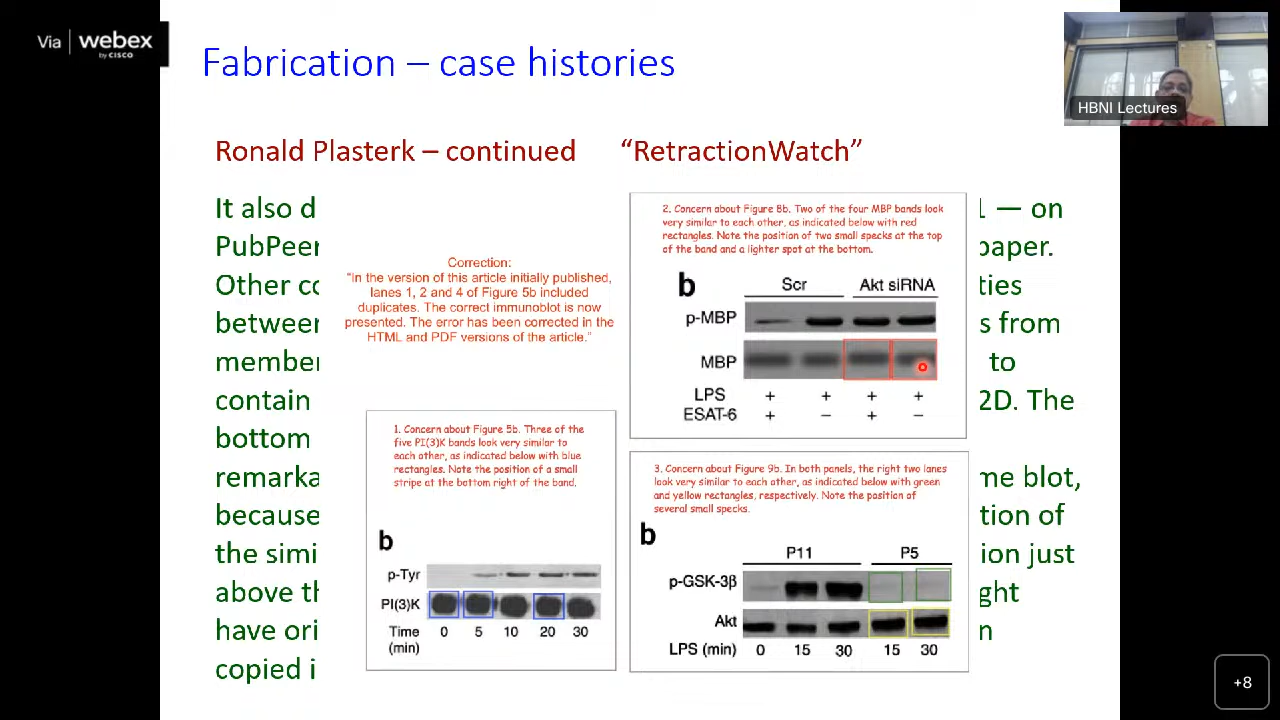 Via webex
by CISCO
Fabrication – case histories
HBNI Lectures
Ronald Plasterk – continued “RetractionWatch”
It also d
1 — on
PubPeer
paper.
Other co
ties
between
s from
member
to
contain
2D. The
bottom
remarka
me blot,
because
tion of
the simi
ion just
above th
ght
have ori
n
copied i
Correction:
“In the version of this article initially published,
lanes 1, 2 and 4 of Figure 5b included
duplicates. The correct immunoblot is now
presented. The error has been corrected in the
HTML and PDF versions of the article.”
2. Concern about Figure 8b. Two of the four MBP bands look
very similar to each other, as indicated below with red
rectangles. Note the position of two small specks at the top
of the band and a lighter spot at the bottom.
b
Scr Akt siRNA
p-MBP
MBP
LPS + + + +
ESAT-6 + – + –
1. Concern about Figure 5b. Three of the
five PI(3)K bands look very similar to
each other, as indicated below with blue
rectangles. Note the position of a small
stripe at the bottom right of the band.
b
p-Tyr
PI(3)K
Time 0 5 10 20 30
(min)
3. Concern about Figure 9b. In both panels, the right two lanes
look very similar to each other, as indicated below with green
and yellow rectangles, respectively. Note the position of
several small specks.
b
P11 P5
p-GSK-3β
Akt
LPS (min) 0 15 30 15 30
+8